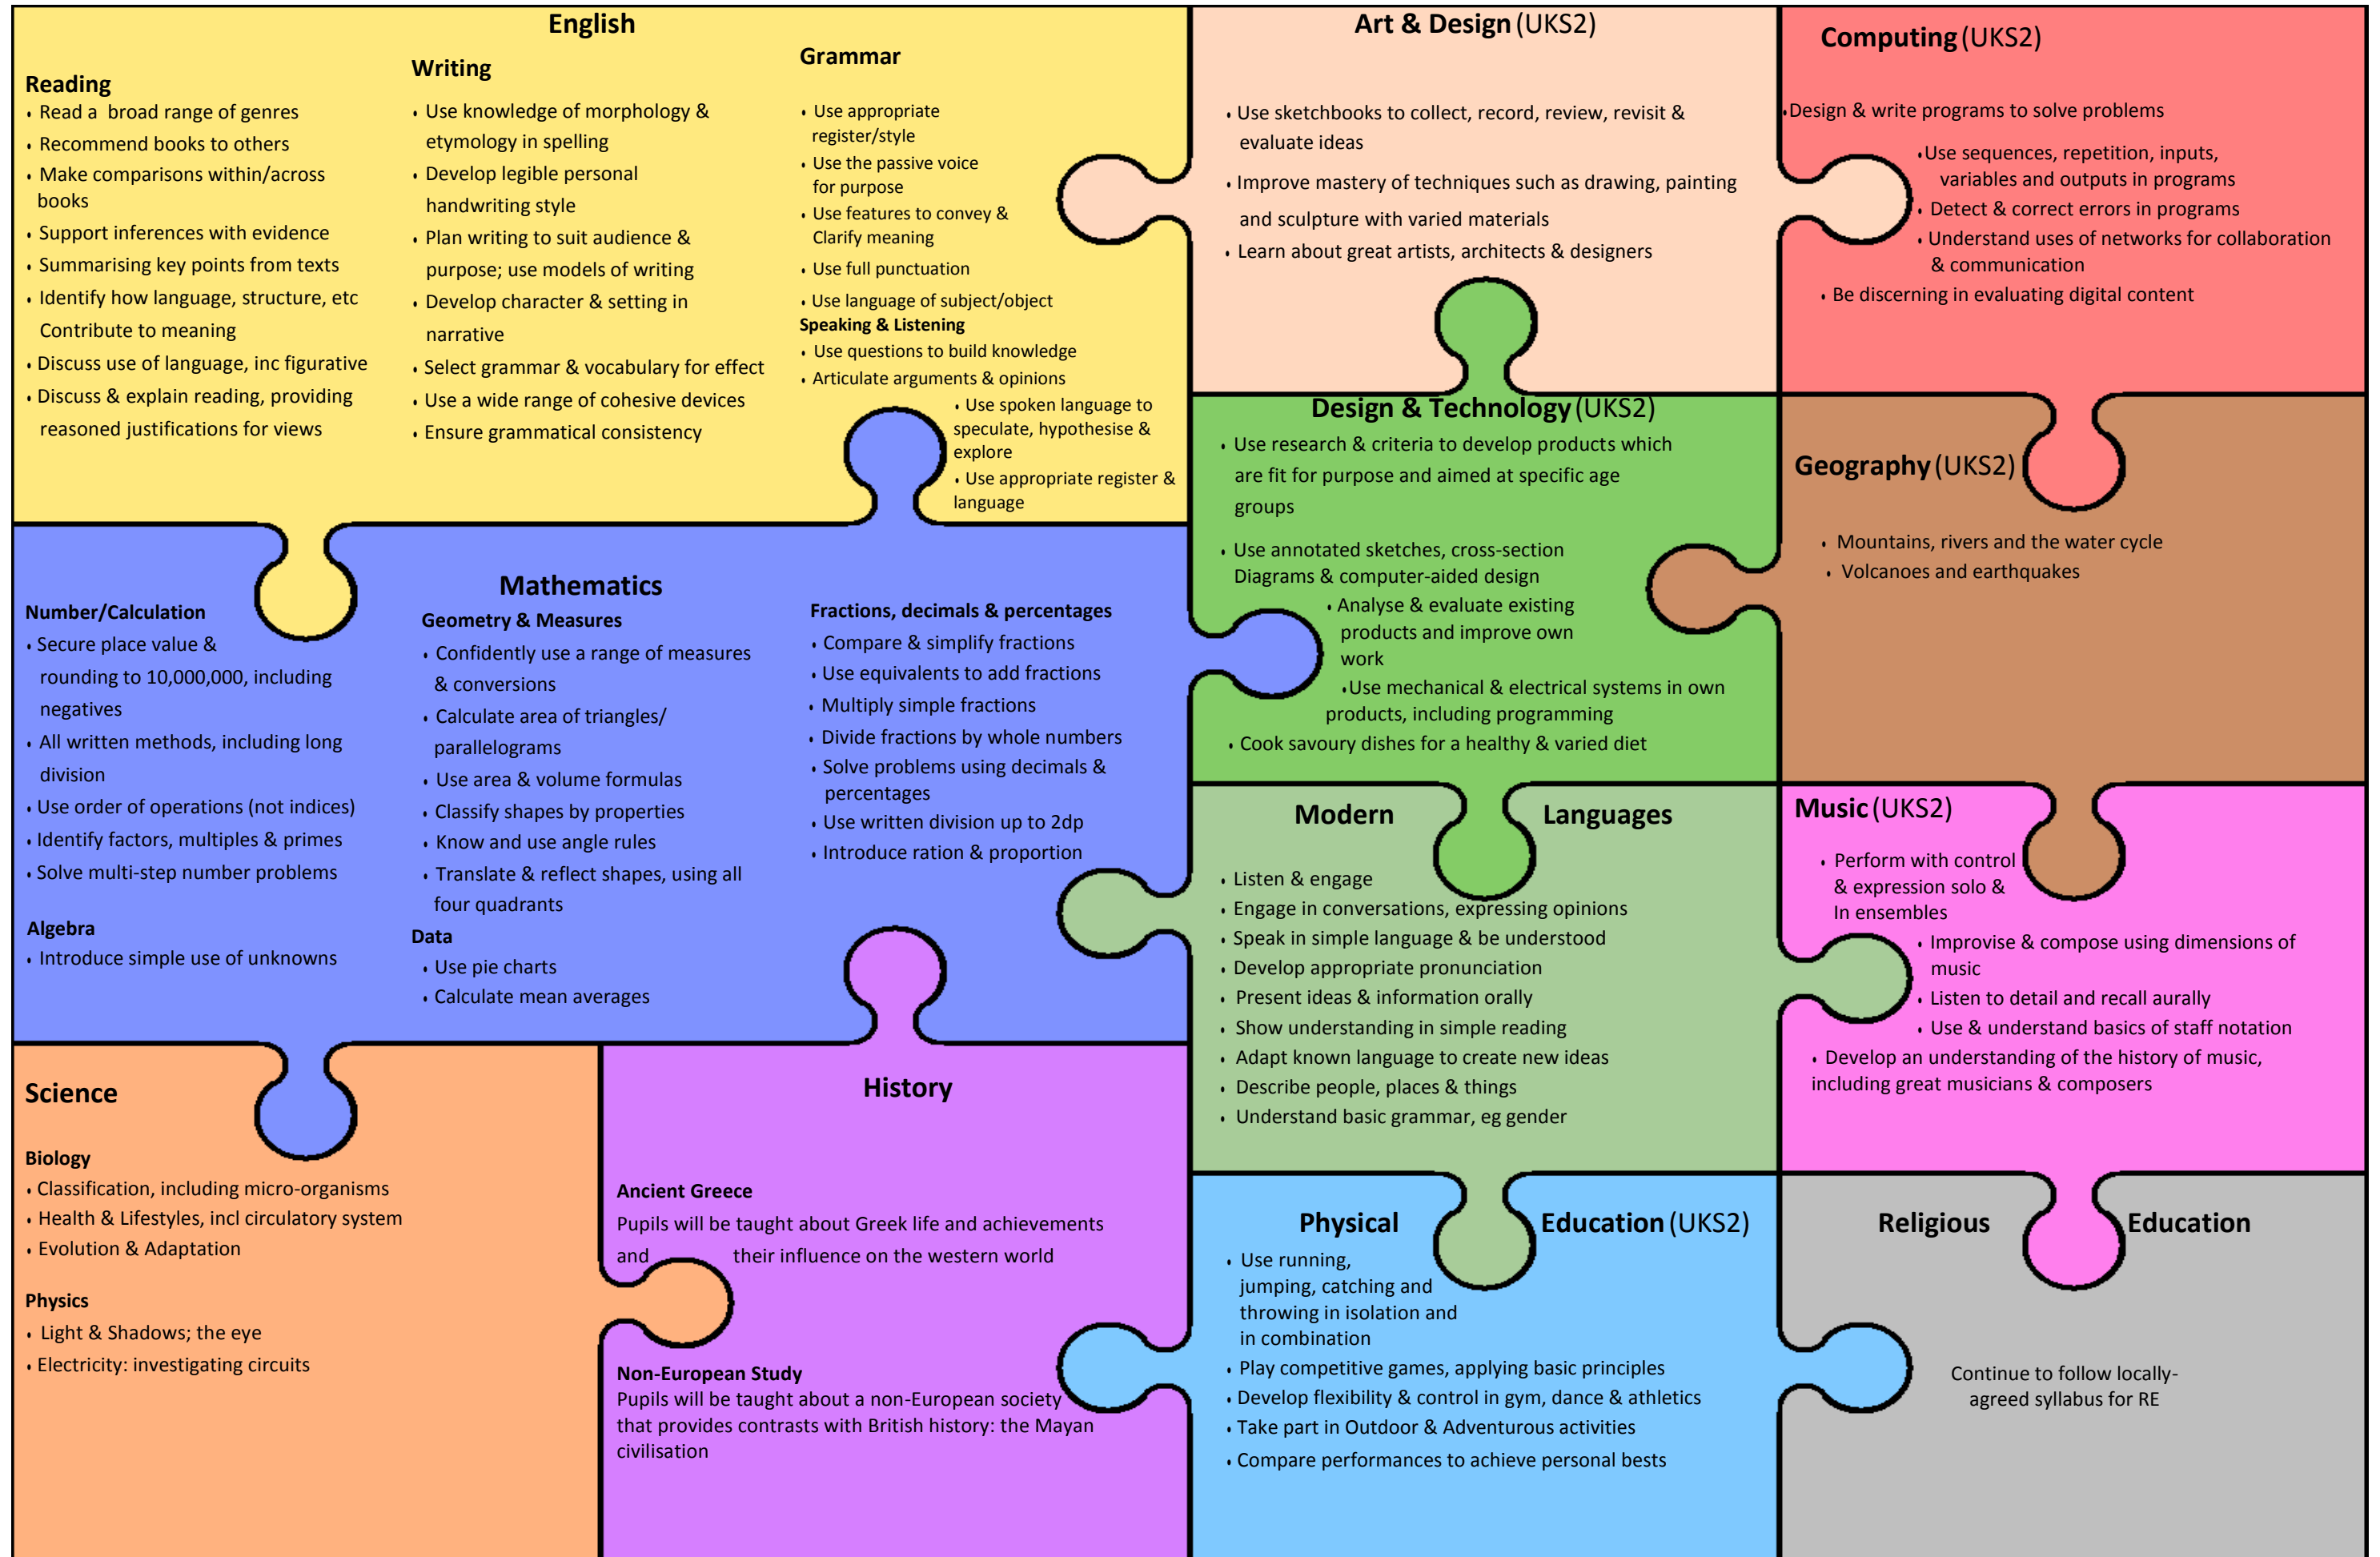 English
Reading
• Read a  broad range of genres
• Recommend books to others
• Make comparisons within/across
books
• Support inferences with evidence
• Summarising key points from texts
• Identify how language, structure, etc
Contribute to meaning
• Discuss use of language, inc figurative
• Discuss & explain reading, providing
reasoned justifications for views
Writing
• Use knowledge of morphology &
etymology in spelling
• Develop legible personal
handwriting style
• Plan writing to suit audience &
purpose; use models of writing
• Develop character & setting in
narrative
• Select grammar & vocabulary for effect
• Use a wide range of cohesive devices
• Ensure grammatical consistency
Grammar
• Use appropriate
register/style
• Use the passive voice
for purpose
• Use features to convey &
Clarify meaning
• Use full punctuation
• Use language of subject/object
Speaking & Listening
• Use questions to build knowledge
• Articulate arguments & opinions
• Use spoken language to
speculate, hypothesise &
explore
• Use appropriate register &
language
Art & Design (UKS2)
• Use sketchbooks to collect, record, review, revisit &
evaluate ideas
• Improve mastery of techniques such as drawing, painting
and sculpture with varied materials
• Learn about great artists, architects & designers
Computing (UKS2)
• Design & write programs to solve problems
• Use sequences, repetition, inputs,
variables and outputs in programs
• Detect & correct errors in programs
• Understand uses of networks for collaboration
& communication
• Be discerning in evaluating digital content
Mathematics
Number/Calculation
• Secure place value &
rounding to 10,000,000, including
negatives
• All written methods, including long
division
• Use order of operations (not indices)
• Identify factors, multiples & primes
• Solve multi-step number problems
Algebra
• Introduce simple use of unknowns
Geometry & Measures
• Confidently use a range of measures
& conversions
• Calculate area of triangles/
parallelograms
• Use area & volume formulas
• Classify shapes by properties
• Know and use angle rules
• Translate & reflect shapes, using all
four quadrants
Data
• Use pie charts
• Calculate mean averages
Fractions, decimals & percentages
• Compare & simplify fractions
• Use equivalents to add fractions
• Multiply simple fractions
• Divide fractions by whole numbers
• Solve problems using decimals &
percentages
• Use written division up to 2dp
• Introduce ration & proportion
Design & Technology (UKS2)
• Use research & criteria to develop products which
are fit for purpose and aimed at specific age
groups
• Use annotated sketches, cross-section
Diagrams & computer-aided design
• Analyse & evaluate existing
products and improve own
work
• Use mechanical & electrical systems in own
products, including programming
• Cook savoury dishes for a healthy & varied diet
Geography (UKS2)
• Mountains, rivers and the water cycle
• Volcanoes and earthquakes
Modern Languages
• Listen & engage
• Engage in conversations, expressing opinions
• Speak in simple language & be understood
• Develop appropriate pronunciation
• Present ideas & information orally
• Show understanding in simple reading
• Adapt known language to create new ideas
• Describe people, places & things
• Understand basic grammar, eg gender
Music (UKS2)
• Perform with control
& expression solo &
In ensembles
• Improvise & compose using dimensions of
music
• Listen to detail and recall aurally
• Use & understand basics of staff notation
• Develop an understanding of the history of music,
including great musicians & composers
Science
Biology
• Classification, including micro-organisms
• Health & Lifestyles, incl circulatory system
• Evolution & Adaptation
Physics
• Light & Shadows; the eye
• Electricity: investigating circuits
History
Ancient Greece
Pupils will be taught about Greek life and achievements
and their influence on the western world
Non-European Study
Pupils will be taught about a non-European society
that provides contrasts with British history: the Mayan
civilisation
Physical Education (UKS2)
• Use running,
jumping, catching and
throwing in isolation and
in combination
• Play competitive games, applying basic principles
• Develop flexibility & control in gym, dance & athletics
• Take part in Outdoor & Adventurous activities
• Compare performances to achieve personal bests
Religious Education
Continue to follow locally-
agreed syllabus for RE